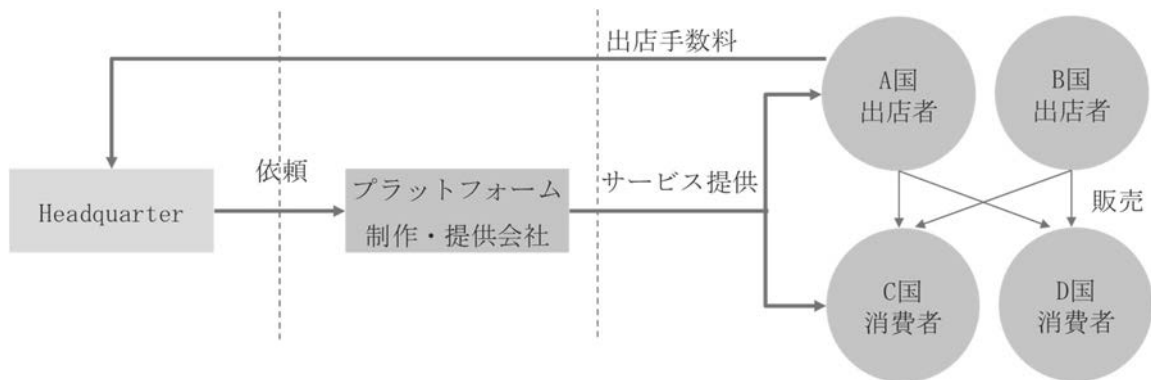 出店手数料
A国
出店者
B国
出店者
依頼
サービス提供
Headquarter
プラットフォーム
制作・提供会社
販売
C国
消費者
D国
消費者